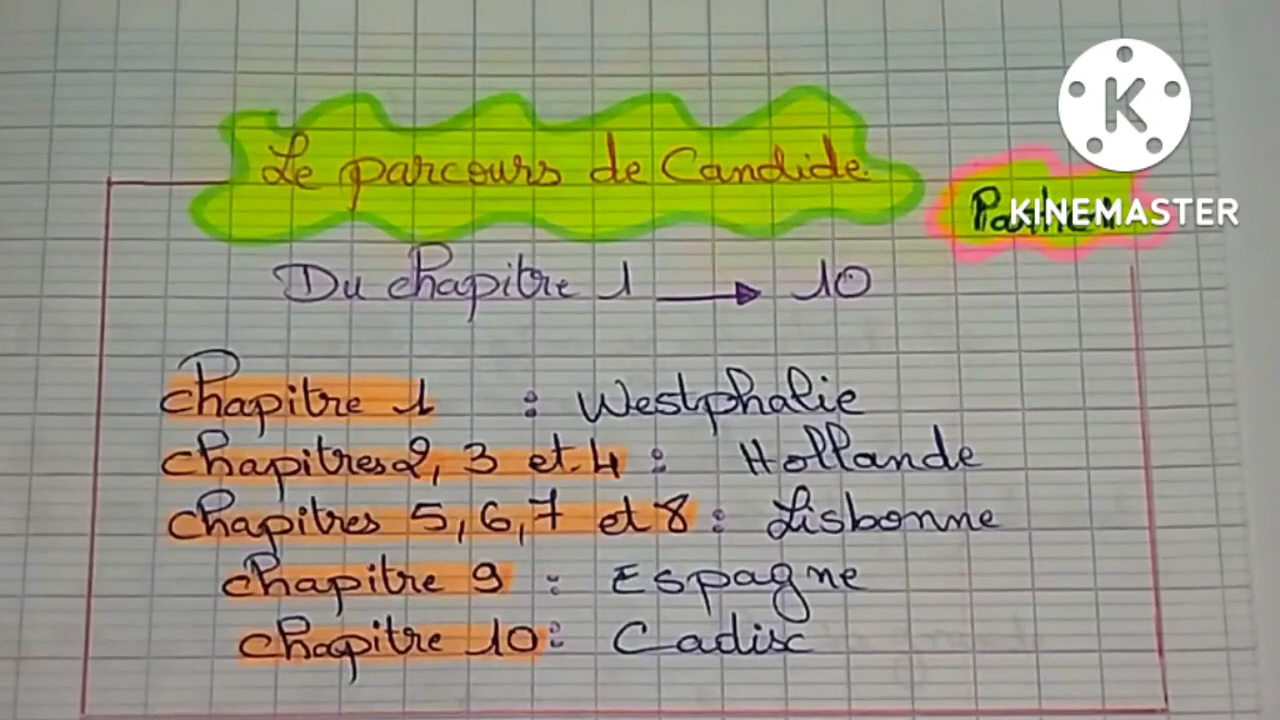 Le parcours de Candide
KINEMASTER
Du chapitre 1 → 10
chapitre 1 : Westphalie
chapitres 2, 3 et 4 : Hollande
chapitres 5, 6, 7 et 8 : Lisbonne
chapitre 9 : Espagne
chapitre 10 : Cadix